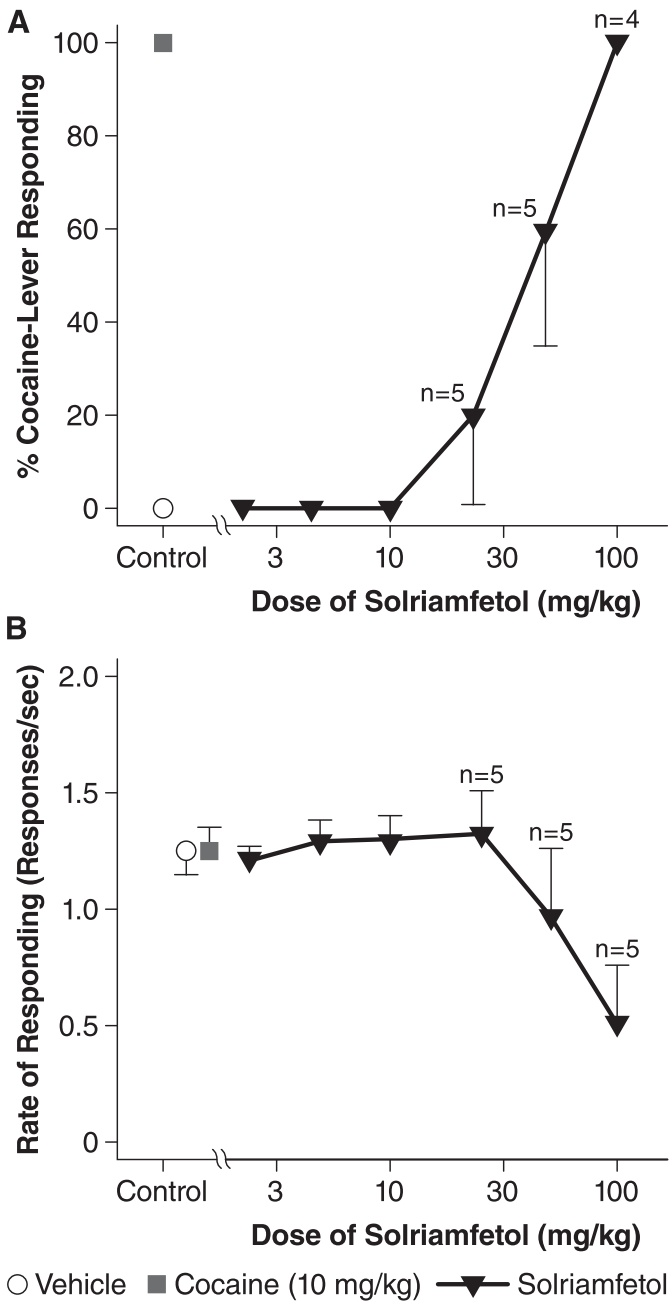 A
% Cocaine-Lever Responding
100
80
60
40
20
0
n=4
n=5
n=5
Control 3 10 30 100
Dose of Solriamfetol (mg/kg)
B
Rate of Responding (Responses/sec)
2.0
1.5
1.0
0.5
0
n=5
n=5
n=5
Control 3 10 30 100
Dose of Solriamfetol (mg/kg)
Vehicle Cocaine (10 mg/kg) Solriamfetol